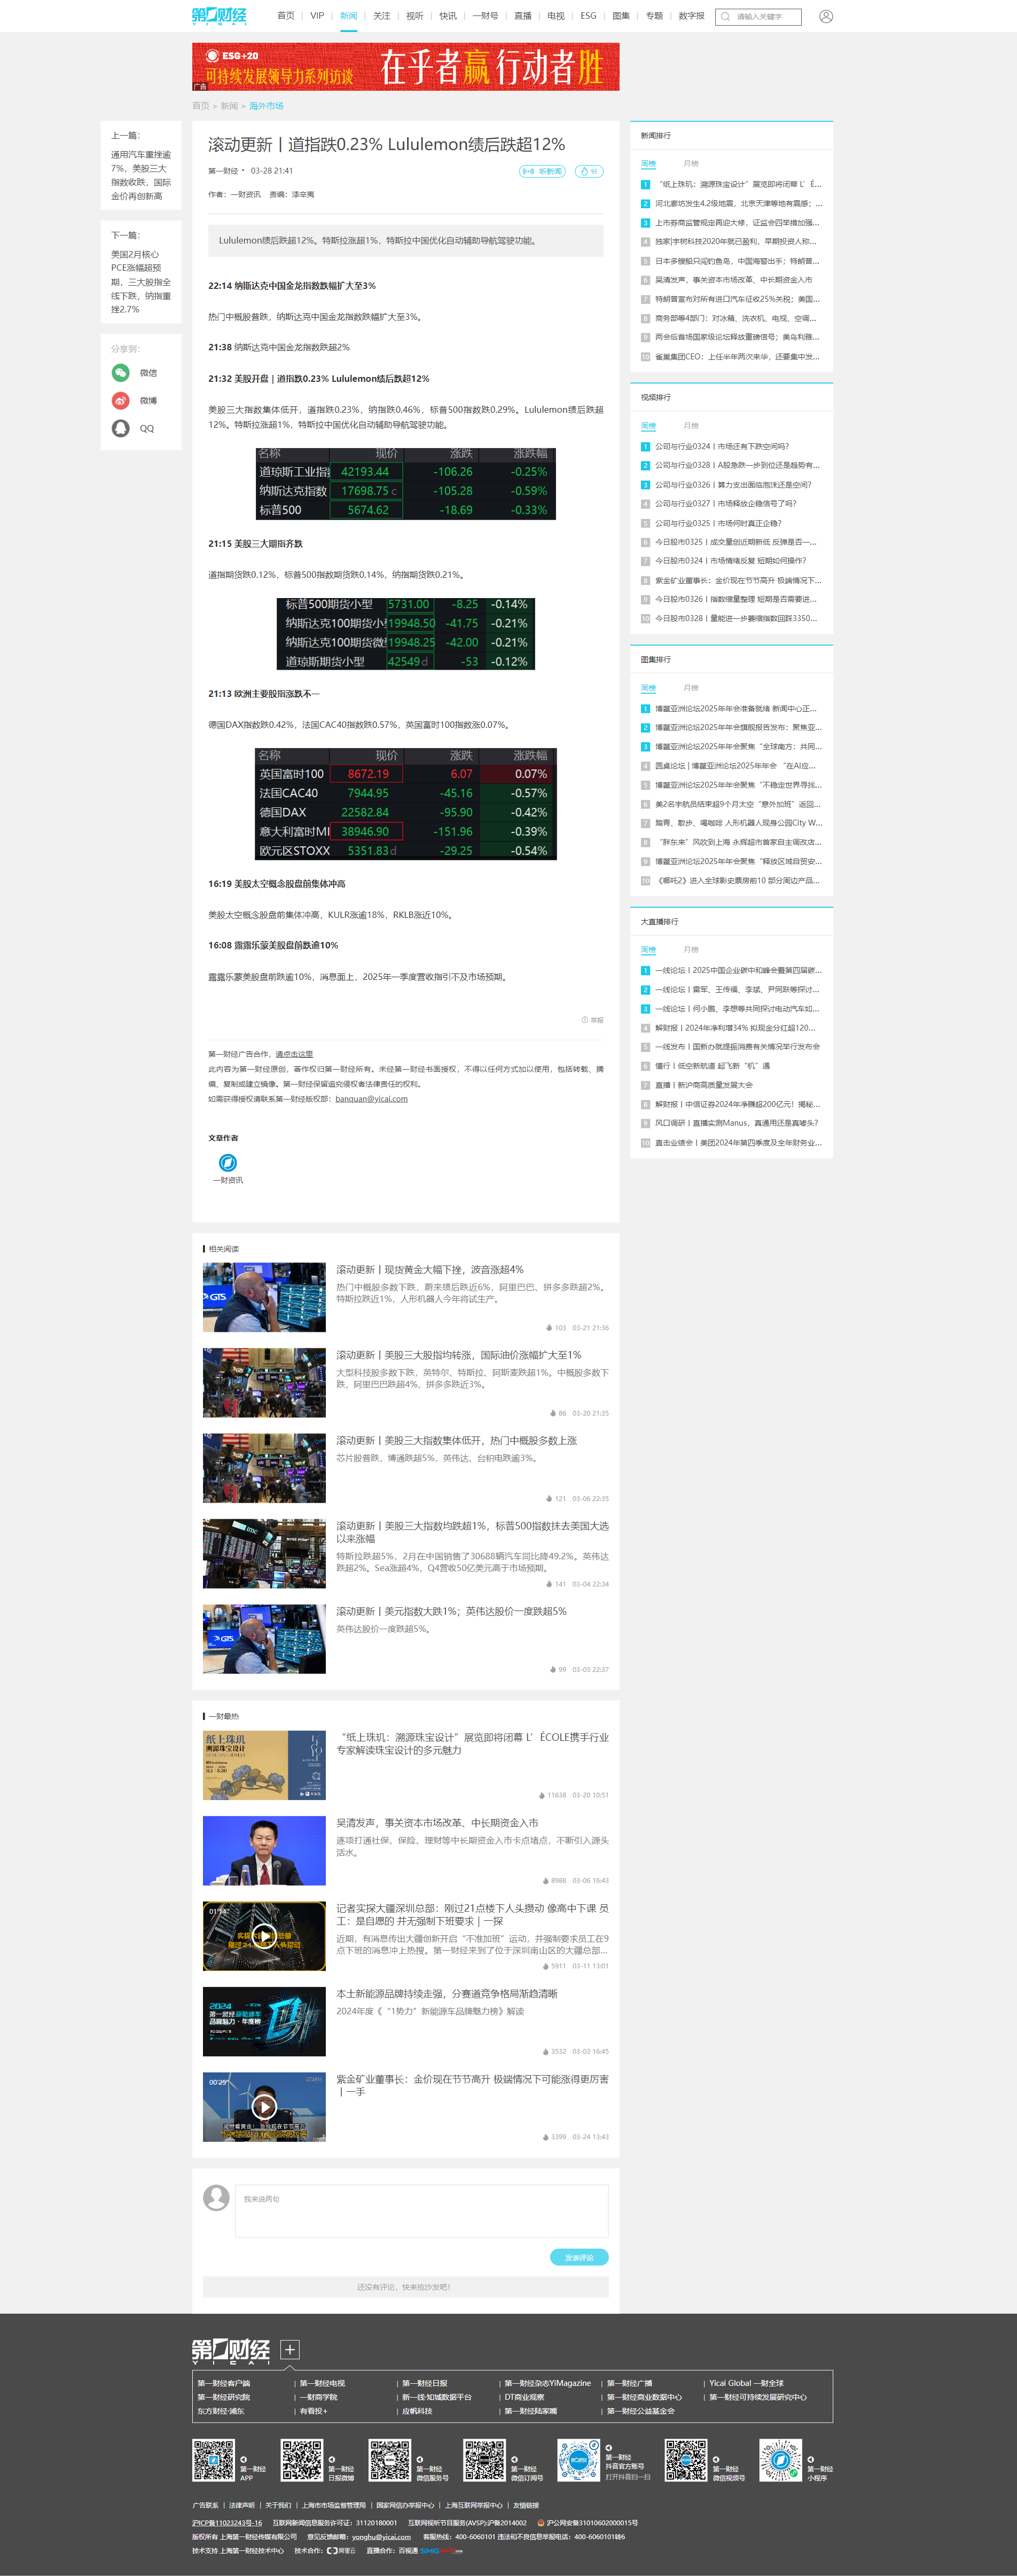 第一财经
YICAI
首页 | VIP | 新闻 | 关注 | 视听 | 快讯 | 一财号 | 直播 | 电视 | ESG | 图集 | 专题 | 数字报
请输入关键字
ESG+20
可持续发展领导力系列访谈
在乎者赢 行动者胜
广告
首页 > 新闻 > 海外市场
上一篇：
通用汽车重挫逾
7%，美股三大
指数收跌，国际
金价再创新高
下一篇：
美国2月核心
PCE涨幅超预
期，三大股指全
线下跌，纳指重
挫2.7%
分享到：
微信
微博
QQ
滚动更新丨道指跌0.23% Lululemon绩后跌超12%
第一财经 • 03-28 21:41
听新闻
93
作者：一财资讯 责编：漆辛夷
Lululemon绩后跌超12%。特斯拉涨超1%，特斯拉中国优化自动辅助导航驾驶功能。
22:14 纳斯达克中国金龙指数跌幅扩大至3%
热门中概股普跌，纳斯达克中国金龙指数跌幅扩大至3%。
21:38 纳斯达克中国金龙指数跌超2%
21:32 美股开盘丨道指跌0.23% Lululemon绩后跌超12%
美股三大指数集体低开，道指跌0.23%，纳指跌0.46%，标普500指数跌0.29%。Lululemon绩后跌超
12%。特斯拉涨超1%，特斯拉中国优化自动辅助导航驾驶功能。
名称 现价 涨跌 涨跌幅
道琼斯工业指 42193.44 -106.26 -0.25%
纳斯达克指数 17698.75 c -105.28 -0.59%
标普500 5674.62 -18.69 -0.33%
21:15 美股三大期指齐跌
道指期货跌0.12%，标普500指数期货跌0.14%，纳指期货跌0.21%。
标普500期货小型 5731.00 -8.25 -0.14%
纳斯达克100期货小型 19948.50 -41.75 -0.21%
纳斯达克100期货微 19948.25 -42.00 -0.21%
道琼斯期货小型 42549 d -53 -0.12%
21:13 欧洲主要股指涨跌不一
德国DAX指数跌0.42%，法国CAC40指数跌0.57%，英国富时100指数涨0.07%。
名称 现价 涨跌 涨跌幅
英国富时100 8672.19 6.07 0.07%
法国CAC40 7944.95 -45.16 -0.57%
德国DAX 22582.84 -95.90 -0.42%
意大利富时MI 38946.90 -151.96 -0.39%
欧元区STOXX 5351.83 d -29.25 -0.54%
16:19 美股太空概念股盘前集体冲高
美股太空概念股盘前集体冲高，KULR涨逾18%，RKLB涨近10%。
16:08 露露乐蒙美股盘前跌逾10%
露露乐蒙美股盘前跌逾10%，消息面上，2025年一季度营收指引不及市场预期。
举报
第一财经广告合作，请点击这里
此内容为第一财经原创，著作权归第一财经所有。未经第一财经书面授权，不得以任何方式加以使用，包括转载、摘
编、复制或建立镜像。第一财经保留追究侵权者法律责任的权利。
如需获得授权请联系第一财经版权部：banquan@yicai.com
文章作者
一财资讯
新闻排行
周榜 月榜
1 “纸上珠玑：溯源珠宝设计”展览即将闭幕 L’É...
2 河北廊坊发生4.2级地震，北京天津等地有震感；...
3 上市券商监管规定再迎大修，证监会四举措加强...
4 独家|宇树科技2020年就已盈利，早期投资人称...
5 日本多艘船只闯钓鱼岛，中国海警出手；特朗普...
6 吴清发声，事关资本市场改革、中长期资金入市
7 特朗普宣布对所有进口汽车征收25%关税；美国...
8 商务部等4部门：对冰箱、洗衣机、电视、空调...
9 两会后首场国家级论坛释放重磅信号；美乌利雅...
10 雀巢集团CEO：上任半年两次来华，还要集中发...
视频排行
周榜 月榜
1 公司与行业0324丨市场还有下跌空间吗？
2 公司与行业0328丨A股急跌一步到位还是趋势有...
3 公司与行业0326丨算力支出面临泡沫还是空间？
4 公司与行业0327丨市场释放企稳信号了吗？
5 公司与行业0325丨市场何时真正企稳？
6 今日股市0325丨成交量创近期新低 反弹是否一...
7 今日股市0324丨市场情绪反复 短期如何操作？
8 紫金矿业董事长：金价现在节节高升 极端情况下...
9 今日股市0326丨指数缩量整理 短期是否需要进...
10 今日股市0328丨量能进一步萎缩指数回踩3350...
图集排行
周榜 月榜
1 博鳌亚洲论坛2025年年会准备就绪 新闻中心正...
2 博鳌亚洲论坛2025年年会旗舰报告发布：聚焦亚...
3 博鳌亚洲论坛2025年年会聚焦“全球南方：共同...
4 圆桌论坛 | 博鳌亚洲论坛2025年年会 “在AI应...
5 博鳌亚洲论坛2025年年会聚焦“不稳定世界寻找...
6 美2名宇航员结束超9个月太空“意外加班”返回...
7 踏青、散步、喝咖啡 人形机器人现身公园City W...
8 “胖东来”风吹到上海 永辉超市首家自主调改店...
9 博鳌亚洲论坛2025年年会聚焦“释放区域自贸安...
10 《哪吒2》进入全球影史票房前10 部分周边产品...
大直播排行
周榜 月榜
1 一线论坛丨2025中国企业碳中和峰会暨第四届碳...
2 一线论坛丨雷军、王传福、李斌、尹同跃等探讨...
3 一线论坛丨何小鹏、李想等共同探讨电动汽车如...
4 解财报丨2024年净利增34% 拟现金分红超120...
5 一线发布丨国新办就提振消费有关情况举行发布会
6 懂行丨低空新航道 起飞新“机”遇
7 直播丨新沪商高质量发展大会
8 解财报丨中信证券2024年净赚超200亿元！揭秘...
9 风口调研丨直播实测Manus，真通用还是真噱头？
10 直击业绩会丨美团2024年第四季度及全年财务业...
相关阅读
滚动更新丨现货黄金大幅下挫，波音涨超4%
热门中概股多数下跌，蔚来绩后跌近6%，阿里巴巴、拼多多跌超2%。
特斯拉跌近1%，人形机器人今年将试生产。
103 03-21 21:36
滚动更新丨美股三大股指均转涨，国际油价涨幅扩大至1%
大型科技股多数下跌，英特尔、特斯拉、阿斯麦跌超1%。中概股多数下
跌，阿里巴巴跌超4%，拼多多跌近3%。
86 03-20 21:35
滚动更新丨美股三大指数集体低开，热门中概股多数上涨
芯片股普跌，博通跌超5%，英伟达、台积电跌逾3%。
121 03-06 22:35
滚动更新丨美股三大指数均跌超1%，标普500指数抹去美国大选
以来涨幅
特斯拉跌超5%，2月在中国销售了30688辆汽车同比降49.2%。英伟达
跌超2%。Sea涨超4%，Q4营收50亿美元高于市场预期。
141 03-04 22:34
滚动更新丨美元指数大跌1%；英伟达股价一度跌超5%
英伟达股价一度跌超5%。
99 03-03 22:37
一财最热
纸上珠玑
溯源珠宝设计
“纸上珠玑：溯源珠宝设计”展览即将闭幕 L’ÉCOLE携手行业
专家解读珠宝设计的多元魅力
11638 03-20 10:51
吴清发声，事关资本市场改革、中长期资金入市
逐项打通社保、保险、理财等中长期资金入市卡点堵点，不断引入源头
活水。
8988 03-06 16:43
记者实探大疆深圳总部：刚过21点楼下人头攒动 像高中下课 员
工：是自愿的 并无强制下班要求 | 一探
近期，有消息传出大疆创新开启“不准加班”运动，并强制要求员工在9
点下班的消息冲上热搜。第一财经来到了位于深圳南山区的大疆总部...
5911 03-11 13:01
本土新能源品牌持续走强，分赛道竞争格局渐趋清晰
2024年度《“1势力”新能源车品牌魅力榜》解读
3532 03-03 16:45
00'25"
紫金矿业董事长：金价现在节节高升 极端情况下可能涨得更厉害
丨一手
3399 03-24 13:43
我来说两句
发表评论
还没有评论，快来抢沙发吧！
第一财经
YICAI
第一财经客户端 | 第一财经电视 | 第一财经日报 | 第一财经杂志YiMagazine | 第一财经广播 | Yicai Global 一财全球
第一财经研究院 | 一财商学院 | 新一线·知城数据平台 | DT商业观察 | 第一财经商业数据中心 | 第一财经可持续发展研究中心
东方财经·浦东 | 有看投+ | 应帆科技 | 第一财经陆家嘴 | 第一财经公益基金会
第一财经
APP
第一财经
日报微博
第一财经
微信服务号
第一财经
微信订阅号
第一财经
抖音官方账号
打开抖音扫一扫
第一财经
微信视频号
第一财经
小程序
广告联系 | 法律声明 | 关于我们 | 上海市市场监督管理局 | 国家网信办举报中心 | 上海互联网举报中心 | 友情链接
沪ICP备11023243号-16 互联网新闻信息服务许可证：31120180001 互联网视听节目服务(AVSP):沪备2014002 沪公网安备31010602000015号
版权所有 上海第一财经传媒有限公司 意见反馈邮箱：yonghu@yicai.com 客服热线：400-6060101 违法和不良信息举报电话：400-6060101转6
技术支持 上海第一财经技术中心 技术合作：阿里云 直播合作：百视通 SMG